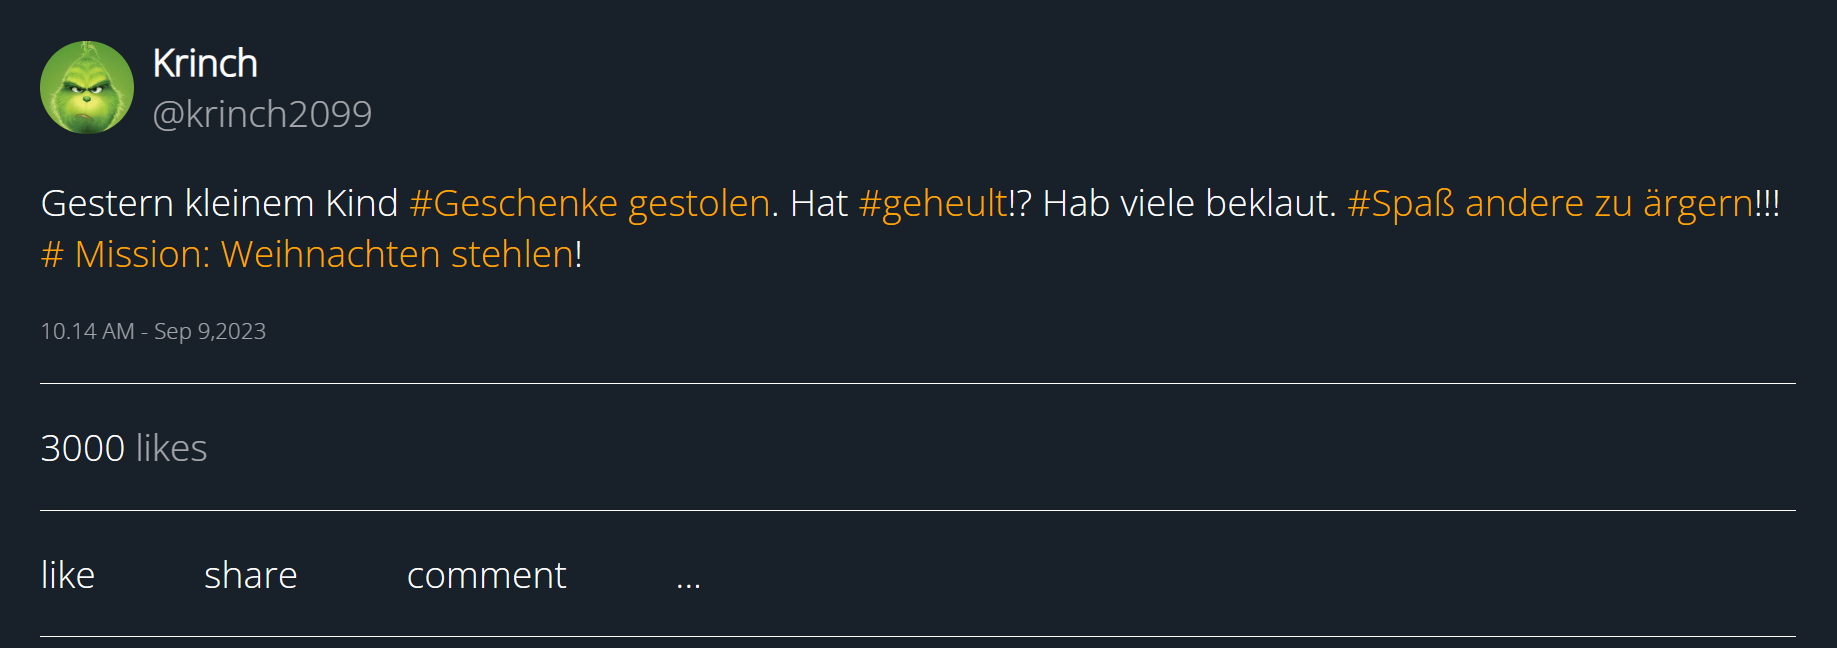 Krinch
@krinch2099
Gestern kleinem Kind #Geschenke gestolen. Hat #geheult!? Hab viele beklaut. #Spaß andere zu ärgern!!!
# Mission: Weihnachten stehlen!
10.14 AM - Sep 9,2023
3000 likes
like share comment ...